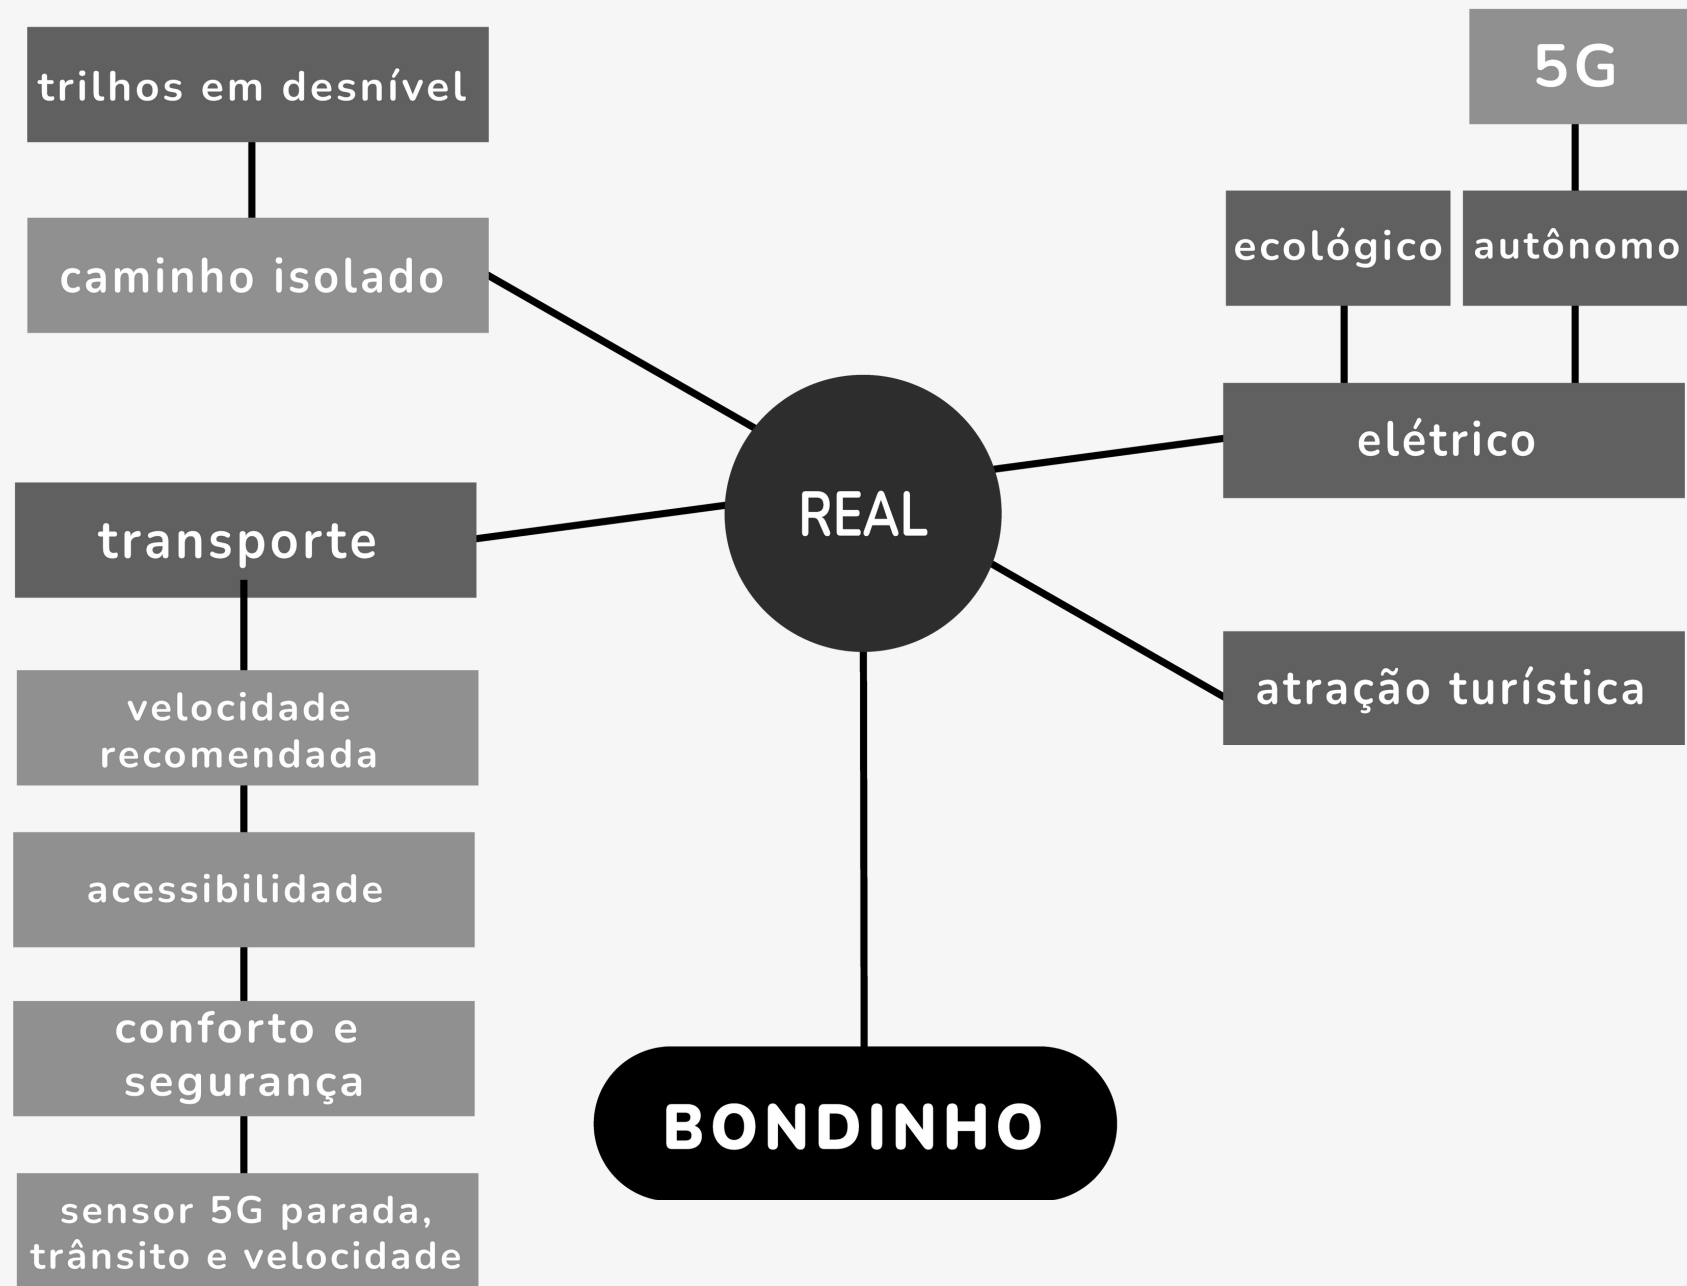 trilhos em desnível
caminho isolado
transporte
velocidade
recomendada
acessibilidade
conforto e
segurança
sensor 5G parada,
trânsito e velocidade
REAL
BONDINHO
5G
ecológico
autônomo
elétrico
atração turística